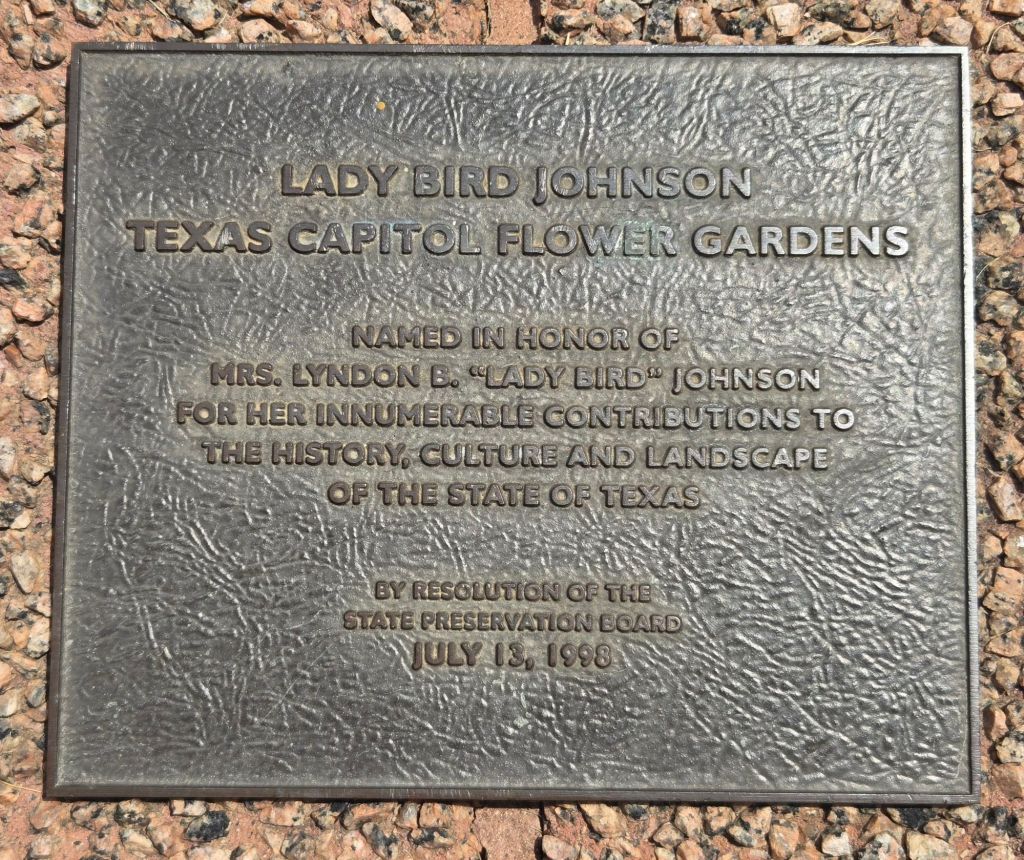 LADY BIRD JOHNSON
TEXAS CAPITOL FLOWER GARDENS
NAMED IN HONOR OF
MRS. LYNDON B. "LADY BIRD" JOHNSON
FOR HER INNUMERABLE CONTRIBUTIONS TO
THE HISTORY, CULTURE AND LANDSCAPE
OF THE STATE OF TEXAS
BY RESOLUTION OF THE
STATE PRESERVATION BOARD
JULY 13, 1998